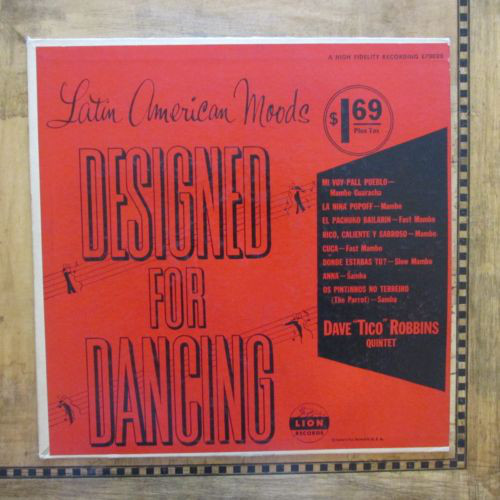 A HIGH FIDELITY RECORDING
Latin American Moods
$1.69
Plus Tax
DESIGNED
FOR
DANCING
MI-VOY-PALL PUEBLO—
Mambo Guaracha
LA NINA POPOFF—Mambo
EL PACHUKO BAILARIN—Fast Mambo
RICO, CALIENTE Y SABROSO—Mambo
CUCA—Fast Mambo
DONDE ESTABAS TU?—Slow Mambo
ANNA—Samba
OS PINTINHOS NO TERREIRO
(The Parrot)—Samba
DAVE "TICO" ROBBINS
QUINTET
LION
RECORDS